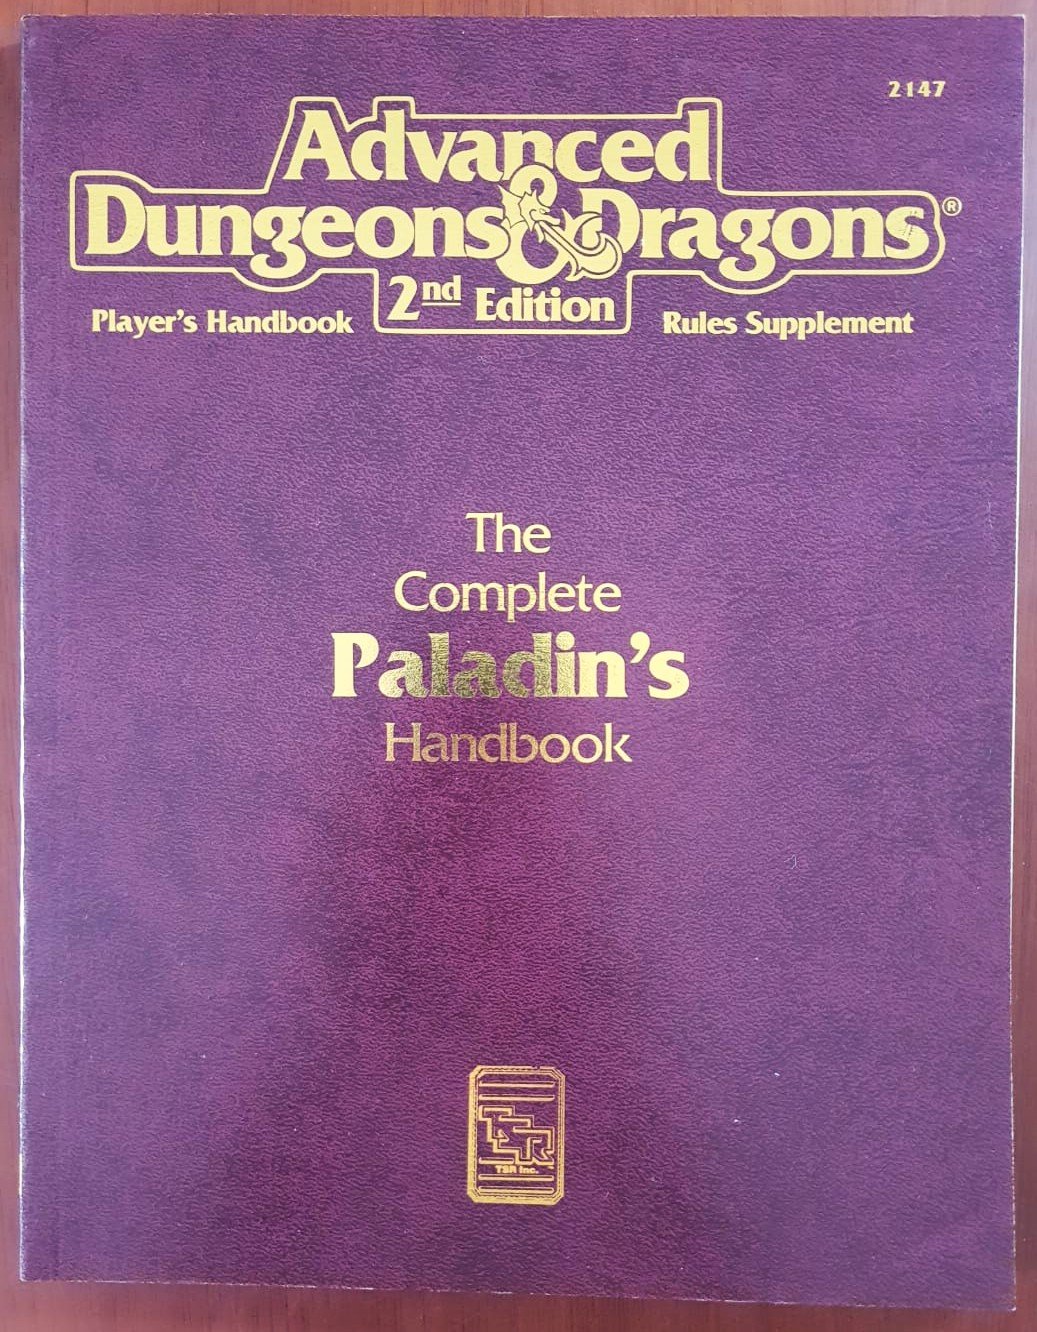 2147
Advanced
Dungeons & Dragons®
2nd Edition
Player's Handbook
Rules Supplement
The
Complete
Paladin's
Handbook
TSR
TSR Inc.